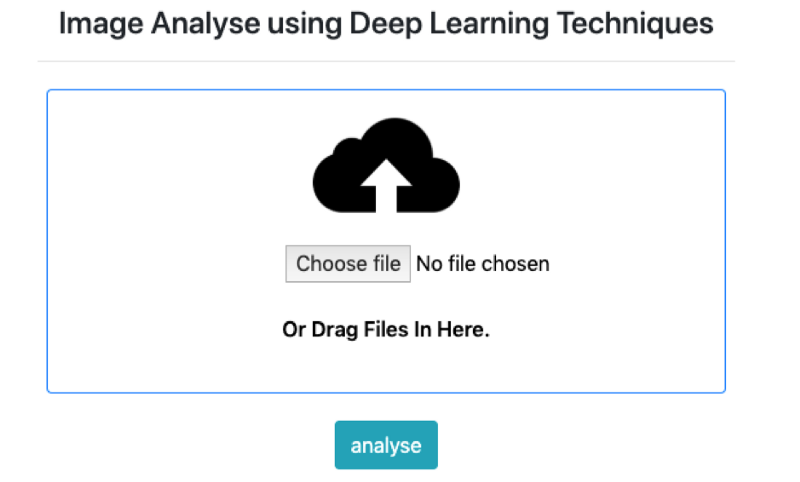 Image Analyse using Deep Learning Techniques
Choose file No file chosen
Or Drag Files In Here.
analyse